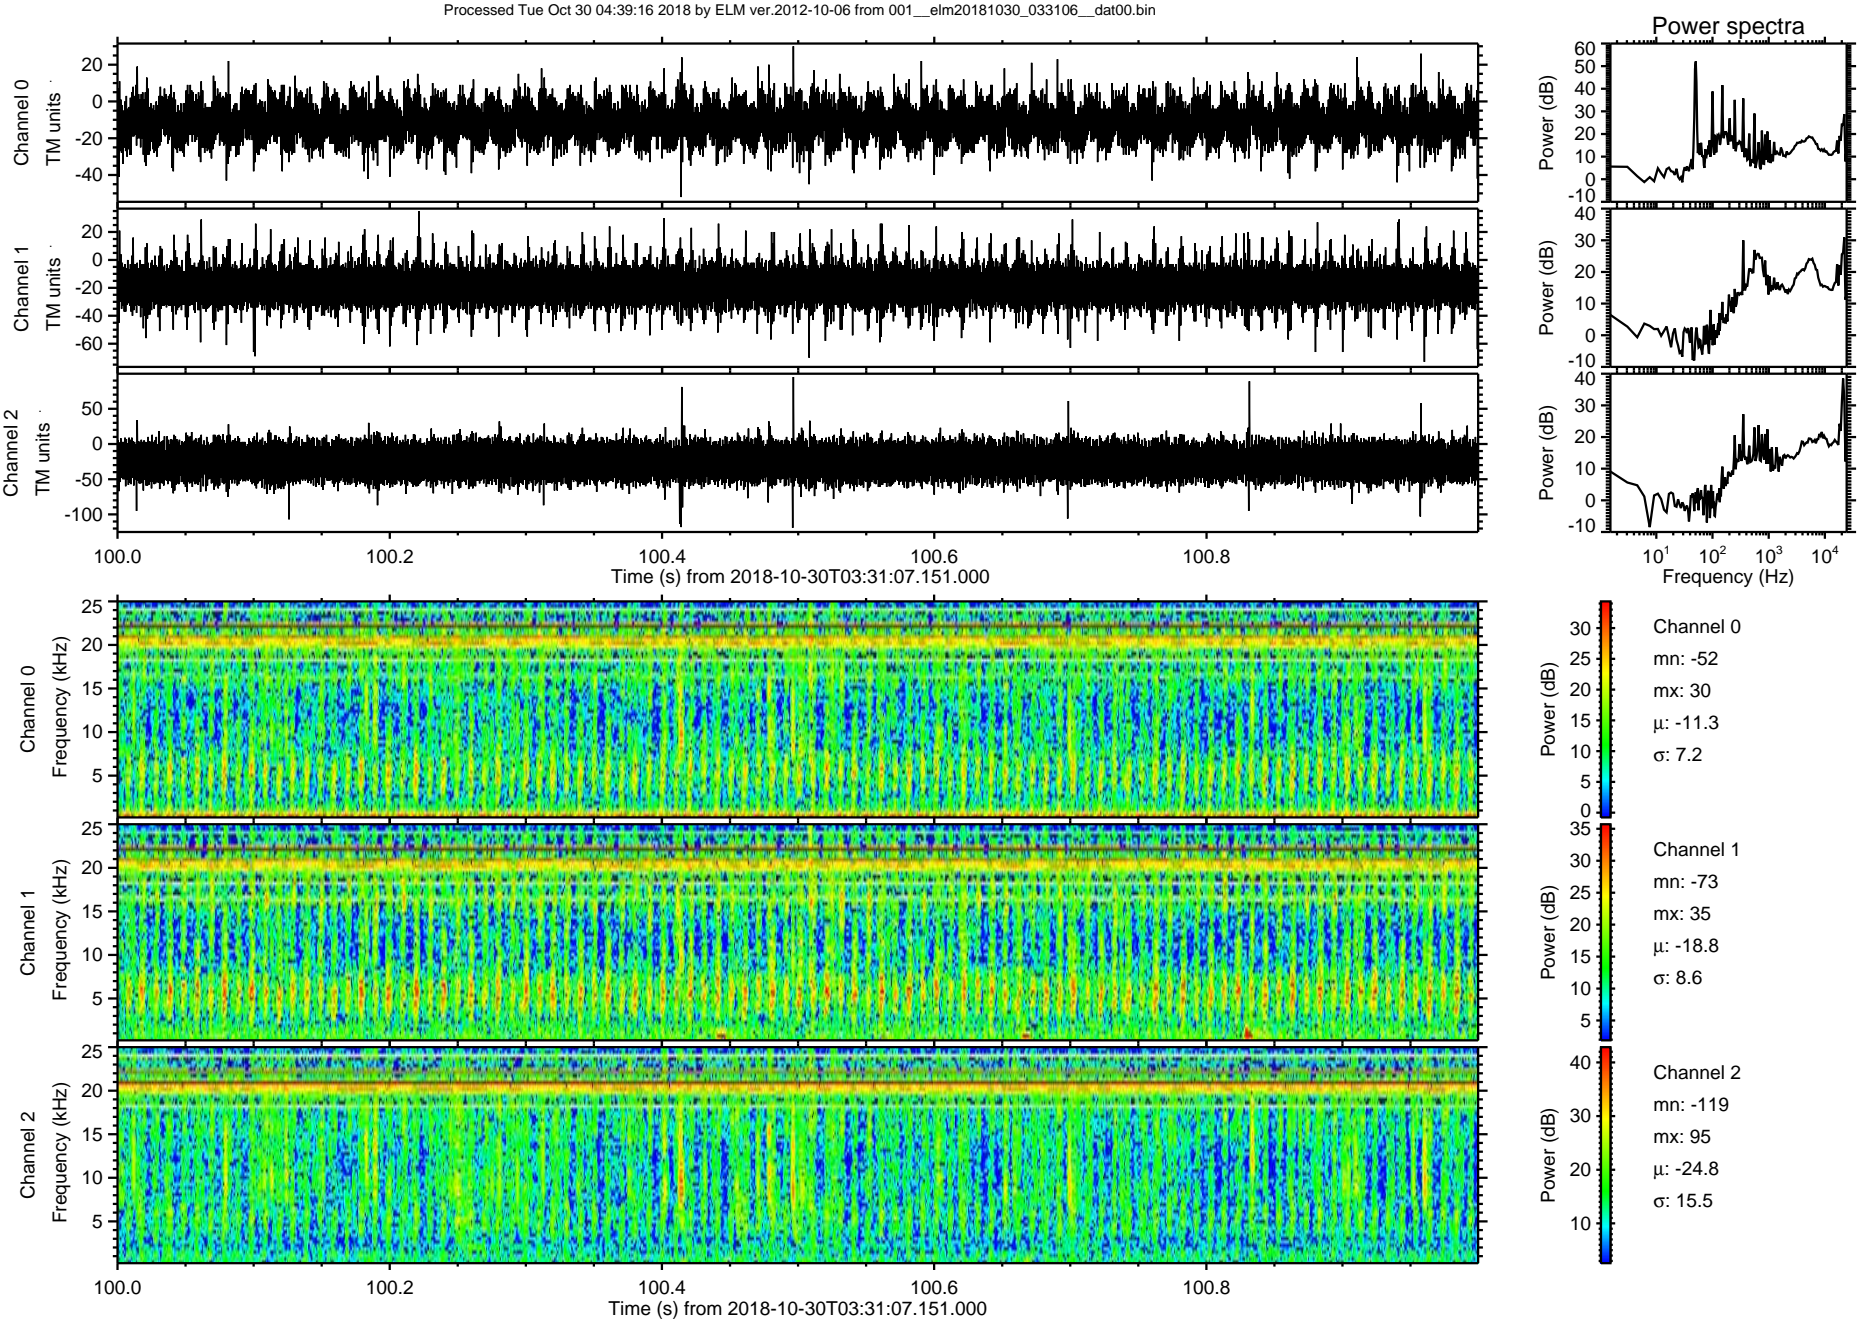 Processed Tue Oct 30 04:39:16 2018 by ELM ver.2012-10-06 from 001__elm20181030_033106__dat00.bin
Power spectra
Channel 0
TM units
20
0
-20
-40
Power (dB)
60
50
40
30
20
10
0
-10
Channel 1
TM units
20
0
-20
-40
-60
Power (dB)
40
30
20
10
0
-10
Channel 2
TM units
50
0
-50
-100
Power (dB)
40
30
20
10
0
-10
100.0
100.2
100.4
100.6
100.8
Time (s) from 2018-10-30T03:31:07.151.000
10^1
10^2
10^3
10^4
Frequency (Hz)
Channel 0
Frequency (kHz)
25
20
15
10
5
Power (dB)
30
25
20
15
10
5
0
Channel 0
mn: -52
mx: 30
μ: -11.3
σ: 7.2
Channel 1
Frequency (kHz)
25
20
15
10
5
Power (dB)
35
30
25
20
15
10
5
Channel 1
mn: -73
mx: 35
μ: -18.8
σ: 8.6
Channel 2
Frequency (kHz)
25
20
15
10
5
Power (dB)
40
30
20
10
Channel 2
mn: -119
mx: 95
μ: -24.8
σ: 15.5
100.0
100.2
100.4
100.6
100.8
Time (s) from 2018-10-30T03:31:07.151.000